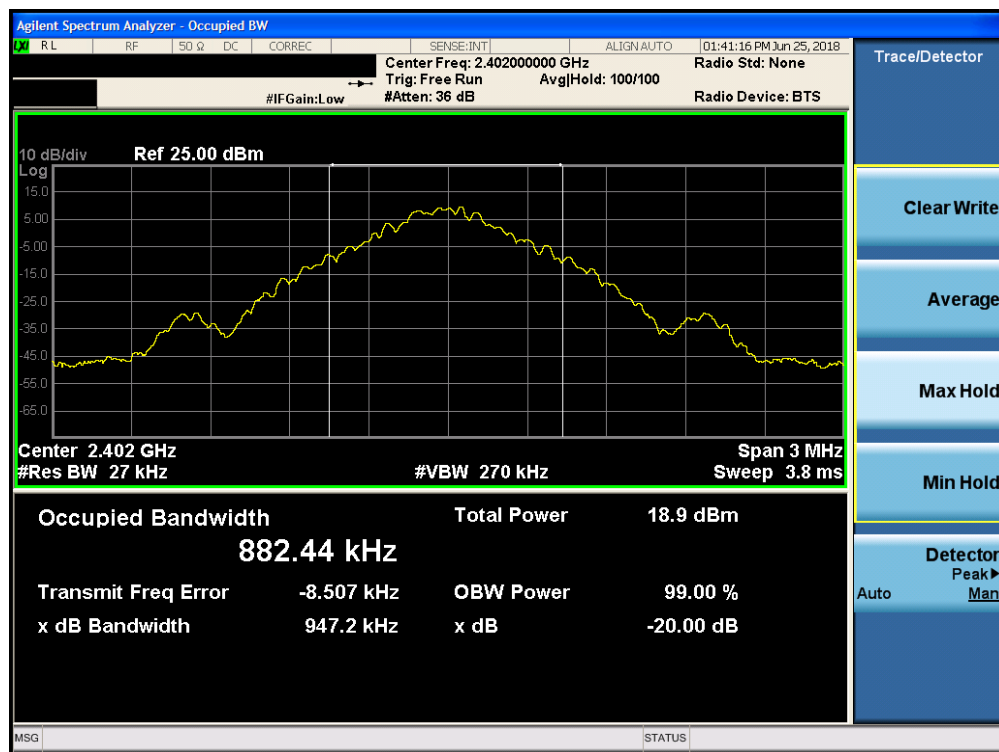 Agilent Spectrum Analyzer - Occupied BW
LXI RL RF 50 Ω DC CORREC SENSE:INT ALIGN AUTO 01:41:16 PM Jun 25, 2018
Center Freq: 2.402000000 GHz Radio Std: None
Trig: Free Run Avg|Hold: 100/100
#IFGain:Low #Atten: 36 dB Radio Device: BTS
10 dB/div Ref 25.00 dBm
Log
15.0
5.00
-5.00
-15.0
-25.0
-35.0
-45.0
-55.0
-65.0
Center 2.402 GHz Span 3 MHz
#Res BW 27 kHz #VBW 270 kHz Sweep 3.8 ms
Occupied Bandwidth Total Power 18.9 dBm
882.44 kHz
Transmit Freq Error -8.507 kHz OBW Power 99.00 %
x dB Bandwidth 947.2 kHz x dB -20.00 dB
MSG STATUS
Trace/Detector
Clear Write
Average
Max Hold
Min Hold
Detector
Peak▶
Auto Man